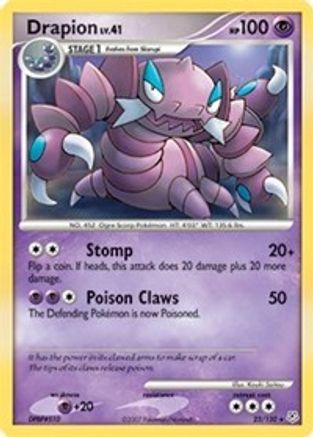 Drapion LV.41 HP100
STAGE 1 Evolves from Skorupi
NO. 452 Ogre Scorp Pokémon HT: 4'03" WT: 135.6 lbs.
Stomp 20+
Flip a coin. If heads, this attack does 20 damage plus 20 more
damage.
Poison Claws 50
The Defending Pokémon is now Poisoned.
It has the power in its clawed arms to make scrap of a car.
The tips of its claws release poison.
weakness resistance retreat cost
+20
Illus. Kouki Saitou
DPBP#510 ©2007 Pokémon/Nintendo 23/130